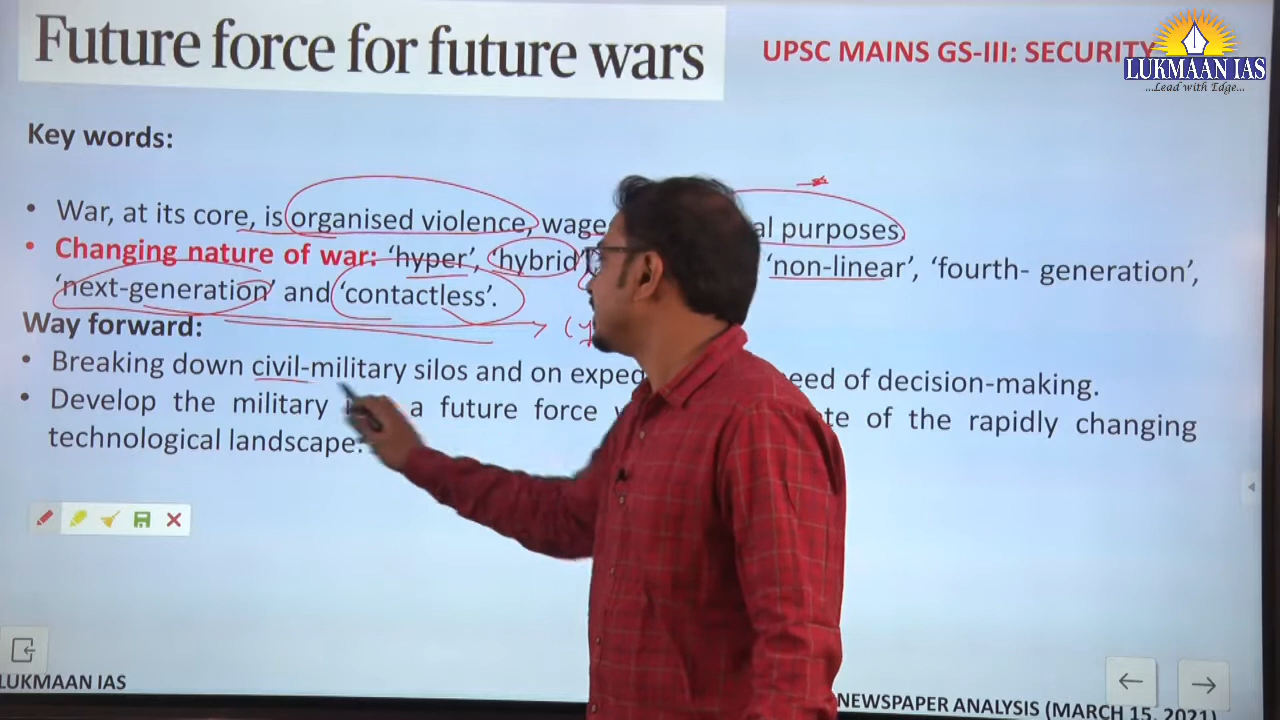 Future force for future wars
UPSC MAINS GS-III: SECURITY
LUKMAAN IAS
...Lead with Edge...
Key words:
• War, at its core, is organised violence, wage al purposes
• Changing nature of war: ‘hyper’, ‘hybrid’, ‘non-linear’, ‘fourth- generation’,
‘next-generation’ and ‘contactless’.
Way forward:
• Breaking down civil-military silos and on exped eed of decision-making.
• Develop the military a future force te of the rapidly changing
technological landscape.
LUKMAAN IAS
NEWSPAPER ANALYSIS (MARCH 15, 2021)